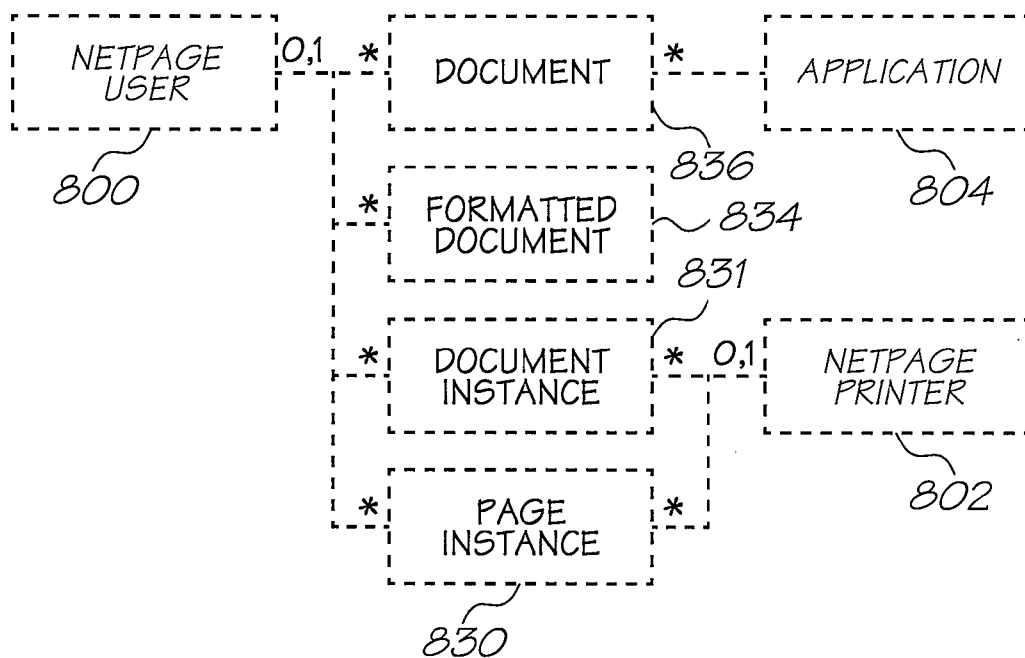 NETPAGE
USER
0,1
*
DOCUMENT
*
APPLICATION
800
836
804
*
FORMATTED
DOCUMENT
834
831
*
DOCUMENT
INSTANCE
*
0,1
NETPAGE
PRINTER
802
*
PAGE
INSTANCE
*
830